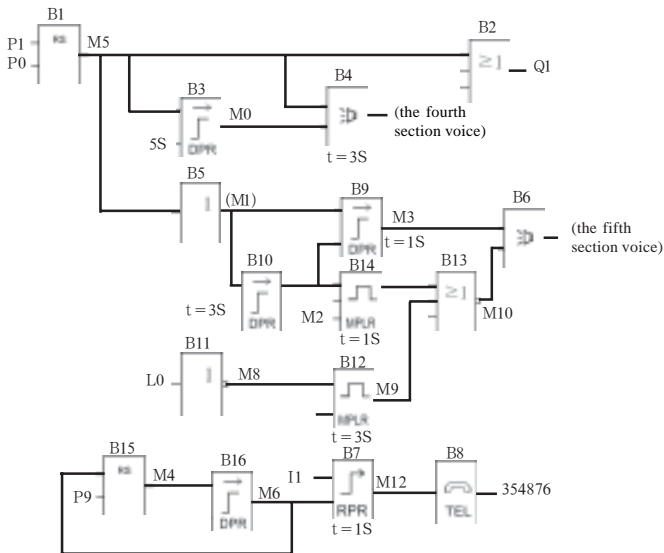 B1
P1
P0
RS
M5
B2
≥1
Q1
B3
5S
DPR
M0
B4
t=3S
(the fourth
section voice)
B5
1
(M1)
B9
DPR
M3
t=1S
B6
(the fifth
section voice)
B10
t=3S
DPR
B14
M2
MPLR
t=1S
B13
≥1
M10
B11
L0
1
M8
B12
MPLR
M9
t=3S
B15
RS
P9
M4
B16
DPR
M6
B7
I1
RPR
t=1S
M12
B8
TEL
354876